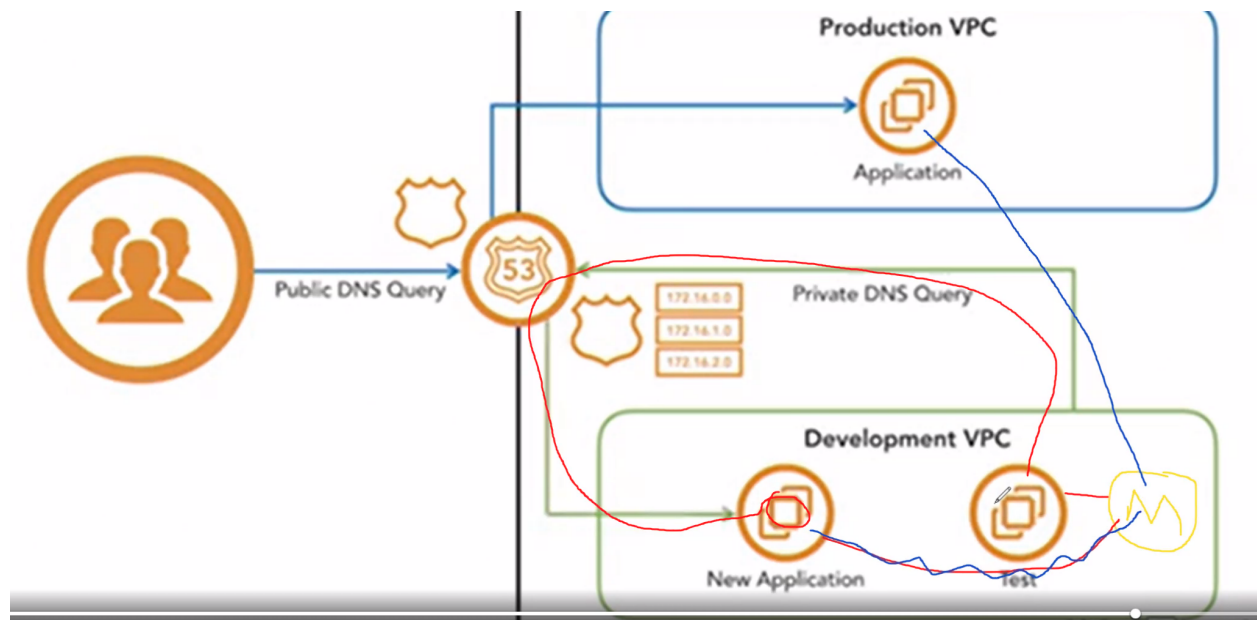 Production VPC
Application
53
Public DNS Query
Private DNS Query
172.16.0.0
172.16.1.0
172.16.2.0
Development VPC
M
New Application
Test